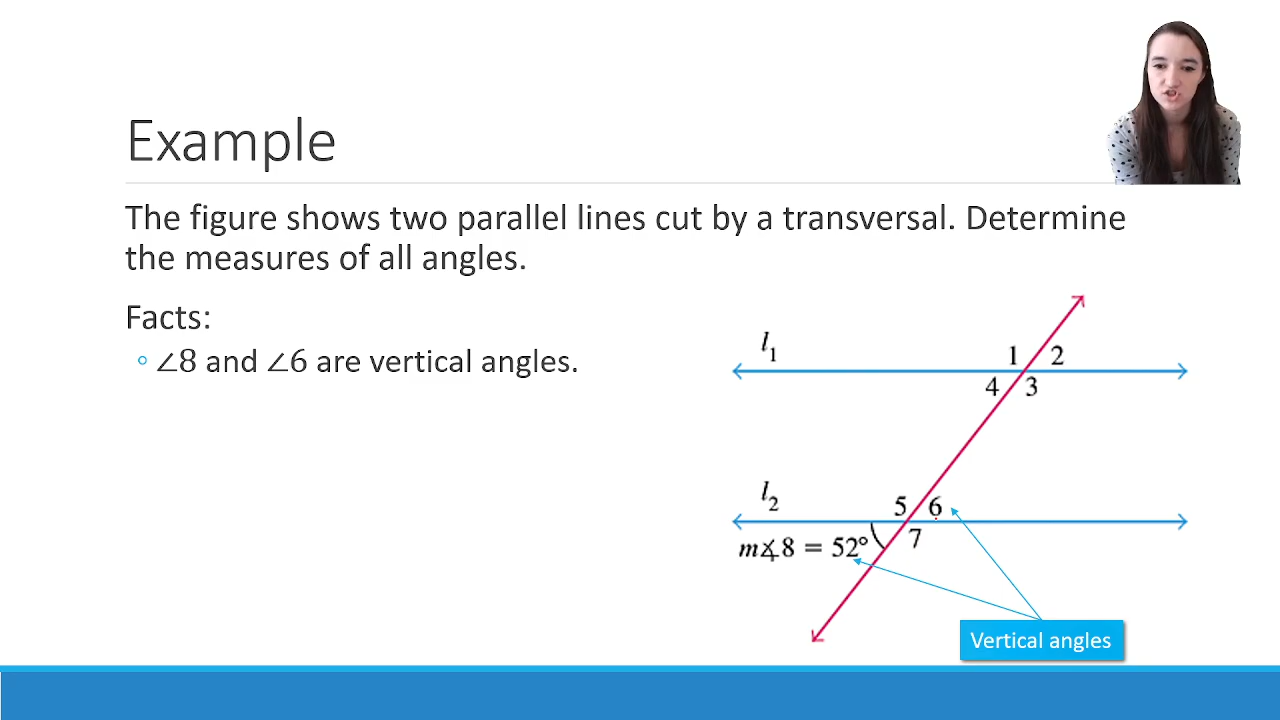 Example
The figure shows two parallel lines cut by a transversal. Determine
the measures of all angles.
Facts:
∠8 and ∠6 are vertical angles.
l₁
1 2
4 3
l₂
5 6
m∡8 = 52° 7
Vertical angles